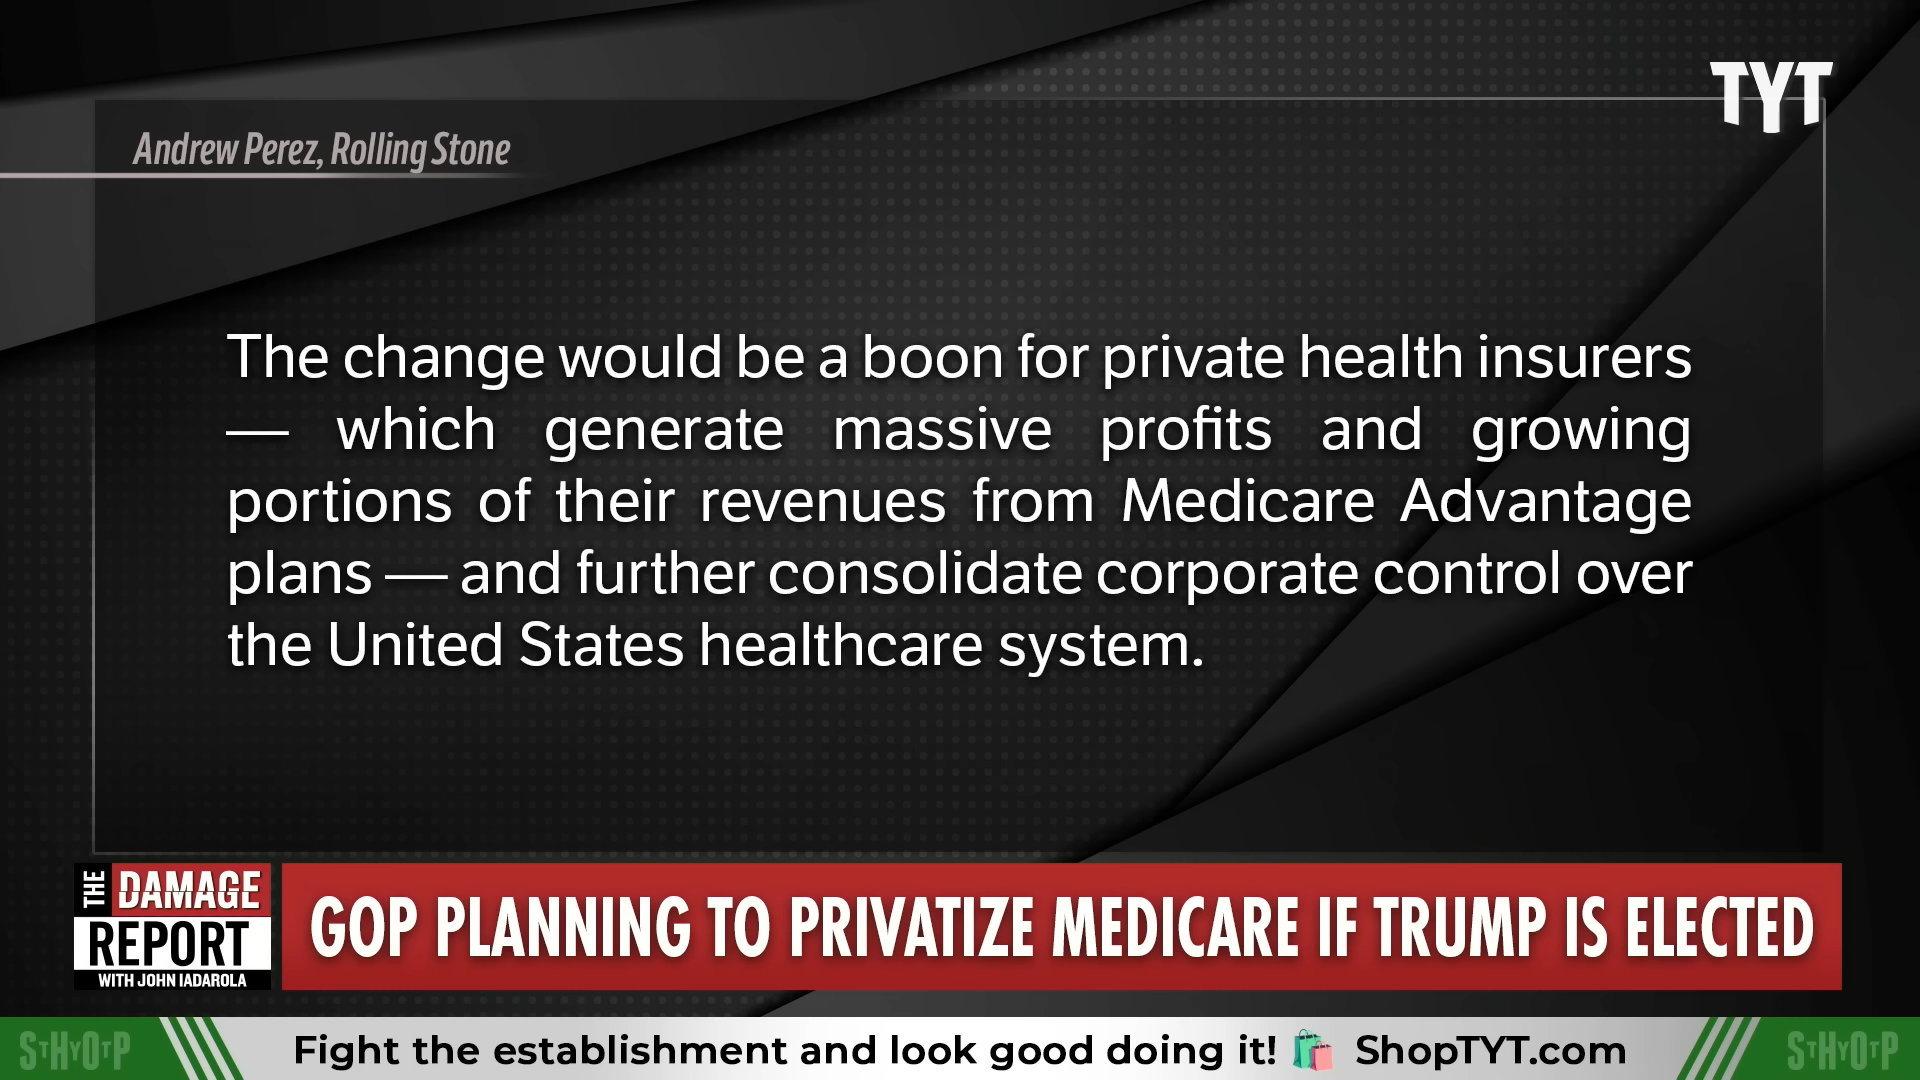 TYT
Andrew Perez, Rolling Stone
The change would be a boon for private health insurers
— which generate massive profits and growing
portions of their revenues from Medicare Advantage
plans — and further consolidate corporate control over
the United States healthcare system.
THE DAMAGE
REPORT
WITH JOHN IADAROLA
GOP PLANNING TO PRIVATIZE MEDICARE IF TRUMP IS ELECTED
Fight the establishment and look good doing it! ShopTYT.com